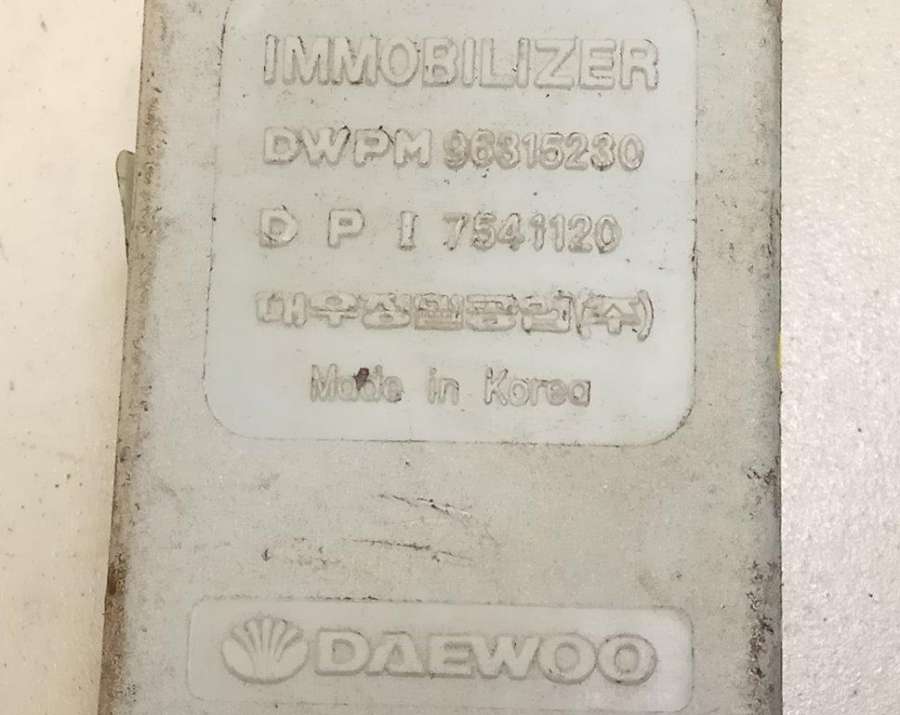 IMMOBILIZER
DWPM 96315230
D P I 7541120
대우정밀공업(주)
Made in Korea
DAEWOO